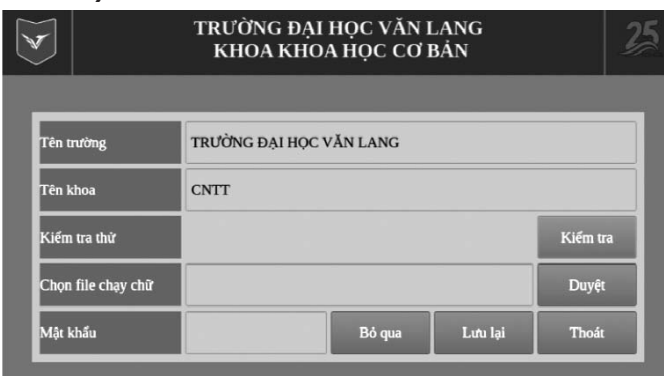 TRƯỜNG ĐẠI HỌC VĂN LANG
KHOA KHOA HỌC CƠ BẢN
25
Tên trường
TRƯỜNG ĐẠI HỌC VĂN LANG
Tên khoa
CNTT
Kiểm tra thử
Kiểm tra
Chọn file chạy chữ
Duyệt
Mật khẩu
Bỏ qua
Lưu lại
Thoát